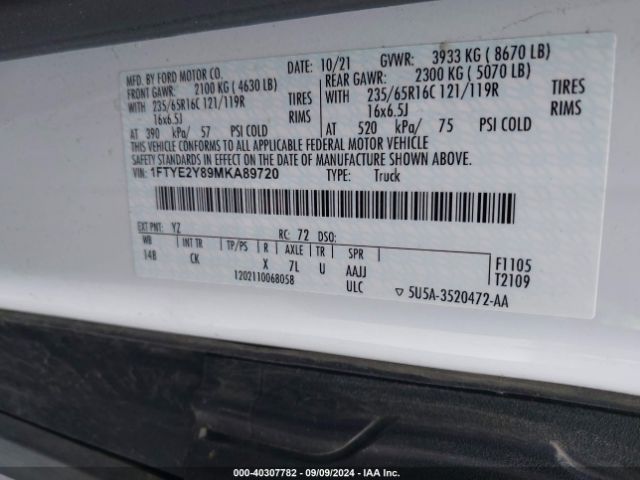 MFD. BY FORD MOTOR CO. DATE: 10/21 GVWR: 3933 KG ( 8670 LB)
FRONT GAWR: 2100 KG ( 4630 LB) REAR GAWR: 2300 KG ( 5070 LB)
WITH 235/65R16C 121/119R TIRES WITH 235/65R16C 121/119R TIRES
16x6.5J RIMS 16x6.5J RIMS
AT 390 kPa/ 57 PSI COLD AT 520 kPa/ 75 PSI COLD
THIS VEHICLE CONFORMS TO ALL APPLICABLE FEDERAL MOTOR VEHICLE
SAFETY STANDARDS IN EFFECT ON THE DATE OF MANUFACTURE SHOWN ABOVE.
VIN: 1FTYE2Y89MKA89720 TYPE: Truck
EXT PNT: YZ RC: 72 DSO:
WB INT TR TP/PS R AXLE TR SPR F1105
14B CK X 7L U AAJJ T2109
1202110068058 ULC ▽ 5U5A-3520472-AA
000-40307782 - 09/09/2024 - IAA Inc.